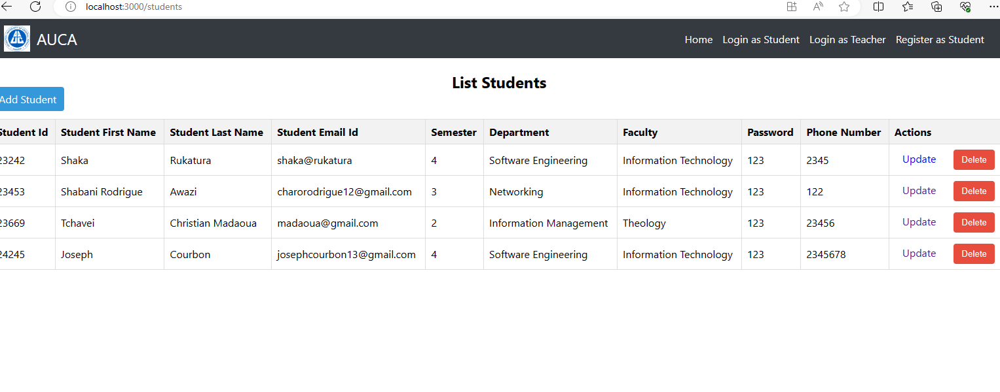 localhost:3000/students
AUCA Home Login as Student Login as Teacher Register as Student
List Students
Add Student
Student Id Student First Name Student Last Name Student Email Id Semester Department Faculty Password Phone Number Actions
23242 Shaka Rukatura shaka@rukatura 4 Software Engineering Information Technology 123 2345 Update Delete
23453 Shabani Rodrigue Awazi charorodrigue12@gmail.com 3 Networking Information Technology 123 122 Update Delete
23669 Tchavei Christian Madaoua madaoua@gmail.com 2 Information Management Theology 123 23456 Update Delete
24245 Joseph Courbon josephcourbon13@gmail.com 4 Software Engineering Information Technology 123 2345678 Update Delete